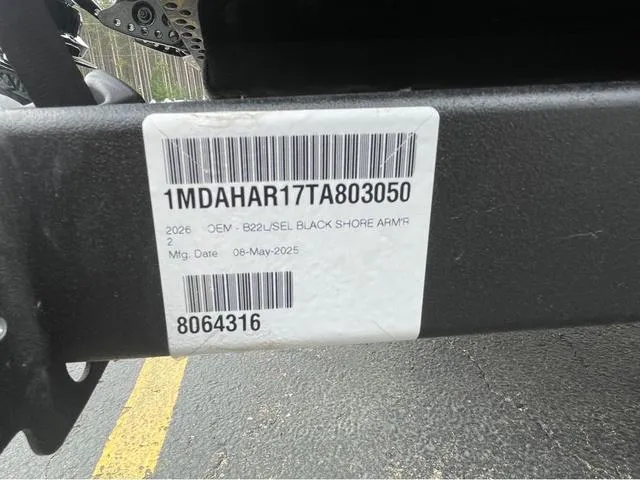 1MDAHAR17TA803050
2026 OEM - B22L/SEL BLACK SHORE ARM'R
2
Mfg. Date 08-May-2025
8064316